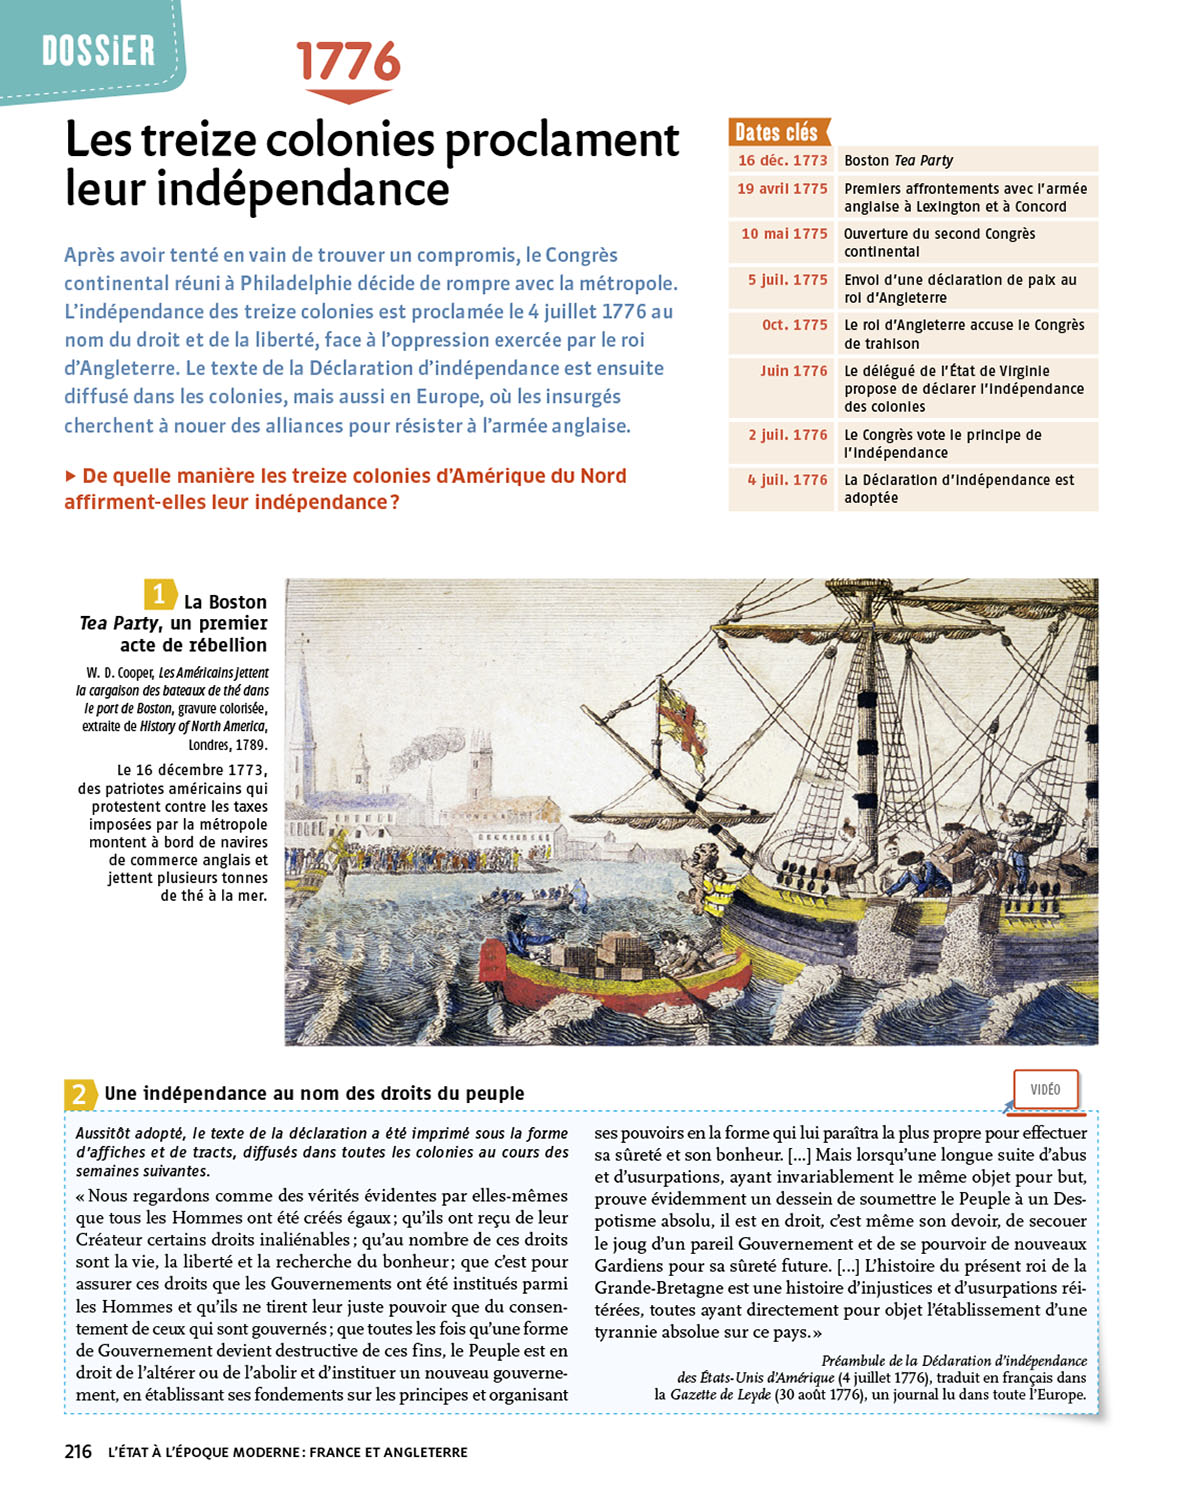 DOSSiER
1776
Les treize colonies proclament
leur indépendance
Après avoir tenté en vain de trouver un compromis, le Congrès
continental réuni à Philadelphie décide de rompre avec la métropole.
L'indépendance des treize colonies est proclamée le 4 juillet 1776 au
nom du droit et de la liberté, face à l'oppression exercée par le roi
d'Angleterre. Le texte de la Déclaration d'indépendance est ensuite
diffusé dans les colonies, mais aussi en Europe, où les insurgés
cherchent à nouer des alliances pour résister à l'armée anglaise.
▶ De quelle manière les treize colonies d'Amérique du Nord
affirment-elles leur indépendance ?
Dates clés
16 déc. 1773 Boston Tea Party
19 avril 1775 Premiers affrontements avec l'armée
anglaise à Lexington et à Concord
10 mai 1775 Ouverture du second Congrès
continental
5 juil. 1775 Envoi d'une déclaration de paix au
roi d'Angleterre
Oct. 1775 Le roi d'Angleterre accuse le Congrès
de trahison
Juin 1776 Le délégué de l'État de Virginie
propose de déclarer l'indépendance
des colonies
2 juil. 1776 Le Congrès vote le principe de
l'indépendance
4 juil. 1776 La Déclaration d'indépendance est
adoptée
1 La Boston
Tea Party, un premier
acte de rébellion
W. D. Cooper, Les Américains jettent
la cargaison des bateaux de thé dans
le port de Boston, gravure colorisée,
extraite de History of North America,
Londres, 1789.
Le 16 décembre 1773,
des patriotes américains qui
protestent contre les taxes
imposées par la métropole
montent à bord de navires
de commerce anglais et
jettent plusieurs tonnes
de thé à la mer.
2 Une indépendance au nom des droits du peuple
VIDÉO
Aussitôt adopté, le texte de la déclaration a été imprimé sous la forme
d'affiches et de tracts, diffusés dans toutes les colonies au cours des
semaines suivantes.
« Nous regardons comme des vérités évidentes par elles-mêmes
que tous les Hommes ont été créés égaux ; qu'ils ont reçu de leur
Créateur certains droits inaliénables ; qu'au nombre de ces droits
sont la vie, la liberté et la recherche du bonheur ; que c'est pour
assurer ces droits que les Gouvernements ont été institués parmi
les Hommes et qu'ils ne tirent leur juste pouvoir que du consen-
tement de ceux qui sont gouvernés ; que toutes les fois qu'une forme
de Gouvernement devient destructive de ces fins, le Peuple est en
droit de l'altérer ou de l'abolir et d'instituer un nouveau gouverne-
ment, en établissant ses fondements sur les principes et organisant
ses pouvoirs en la forme qui lui paraîtra la plus propre pour effectuer
sa sûreté et son bonheur. [...] Mais lorsqu'une longue suite d'abus
et d'usurpations, ayant invariablement le même objet pour but,
prouve évidemment un dessein de soumettre le Peuple à un Des-
potisme absolu, il est en droit, c'est même son devoir, de secouer
le joug d'un pareil Gouvernement et de se pourvoir de nouveaux
Gardiens pour sa sûreté future. [...] L'histoire du présent roi de la
Grande-Bretagne est une histoire d'injustices et d'usurpations réi-
térées, toutes ayant directement pour objet l'établissement d'une
tyrannie absolue sur ce pays. »
Préambule de la Déclaration d'indépendance
des États-Unis d'Amérique (4 juillet 1776), traduit en français dans
la Gazette de Leyde (30 août 1776), un journal lu dans toute l'Europe.
216 L'ÉTAT À L'ÉPOQUE MODERNE : FRANCE ET ANGLETERRE